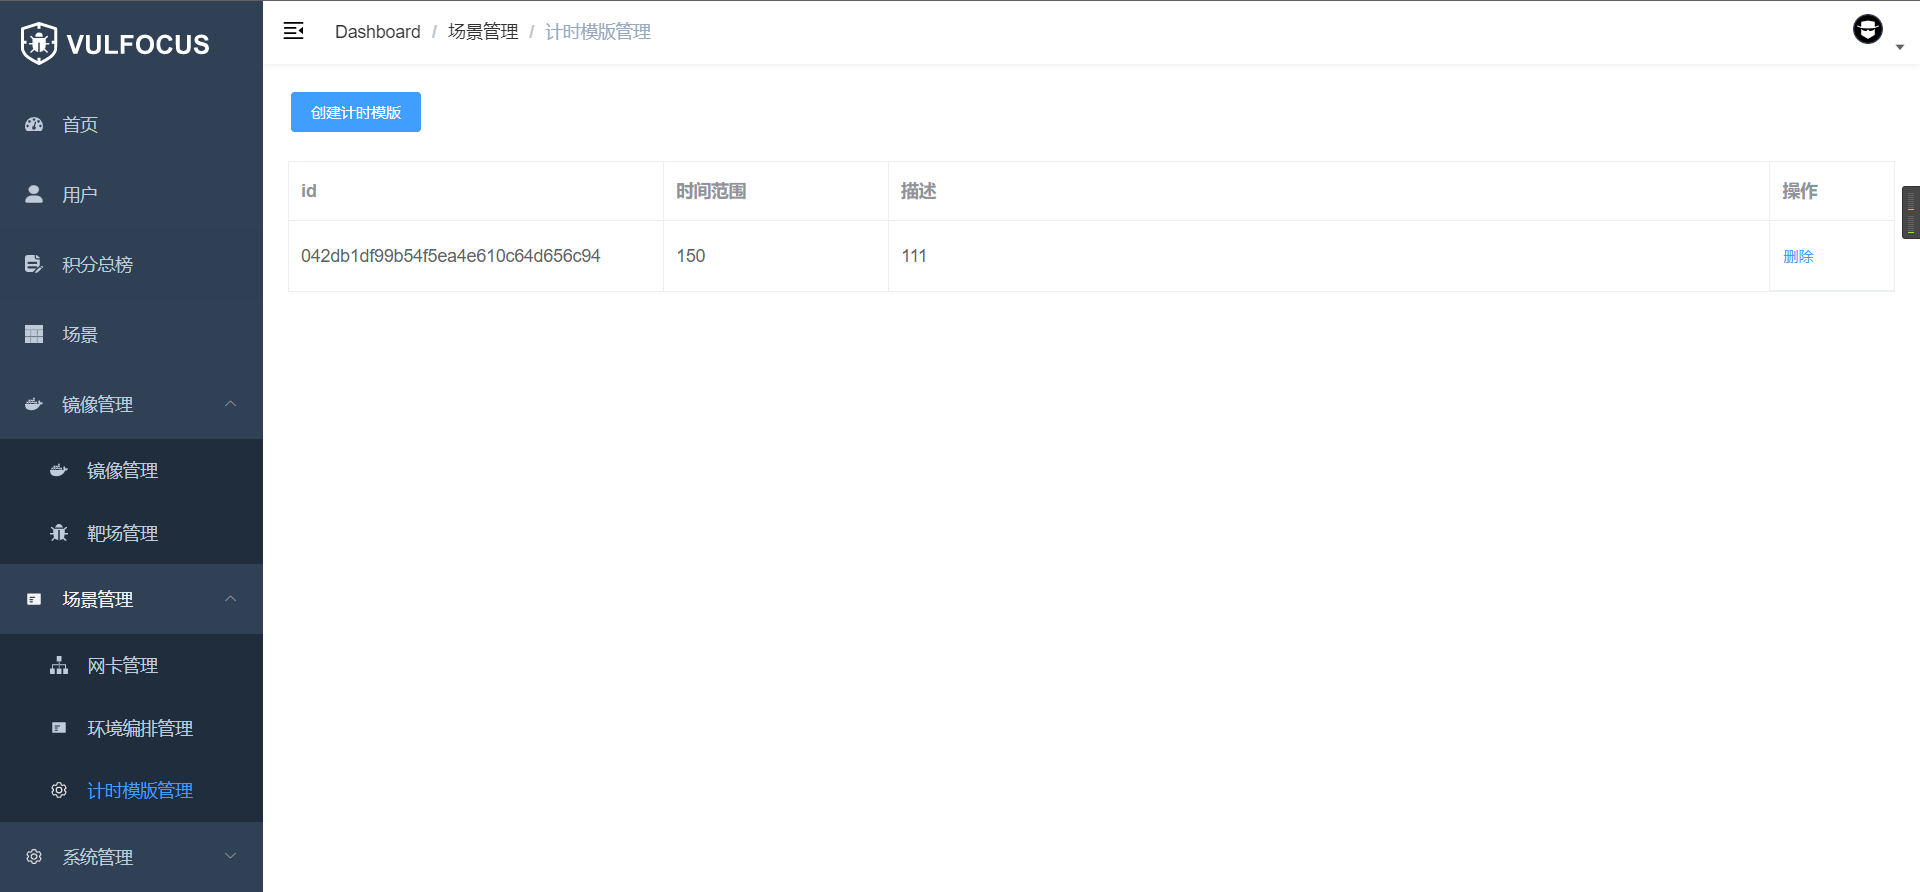 VULFOCUS
首页
用户
积分总榜
场景
镜像管理
镜像管理
靶场管理
场景管理
网卡管理
环境编排管理
计时模版管理
系统管理
Dashboard / 场景管理 / 计时模版管理
创建计时模版
id 时间范围 描述 操作
042db1df99b54f5ea4e610c64d656c94 150 111 删除